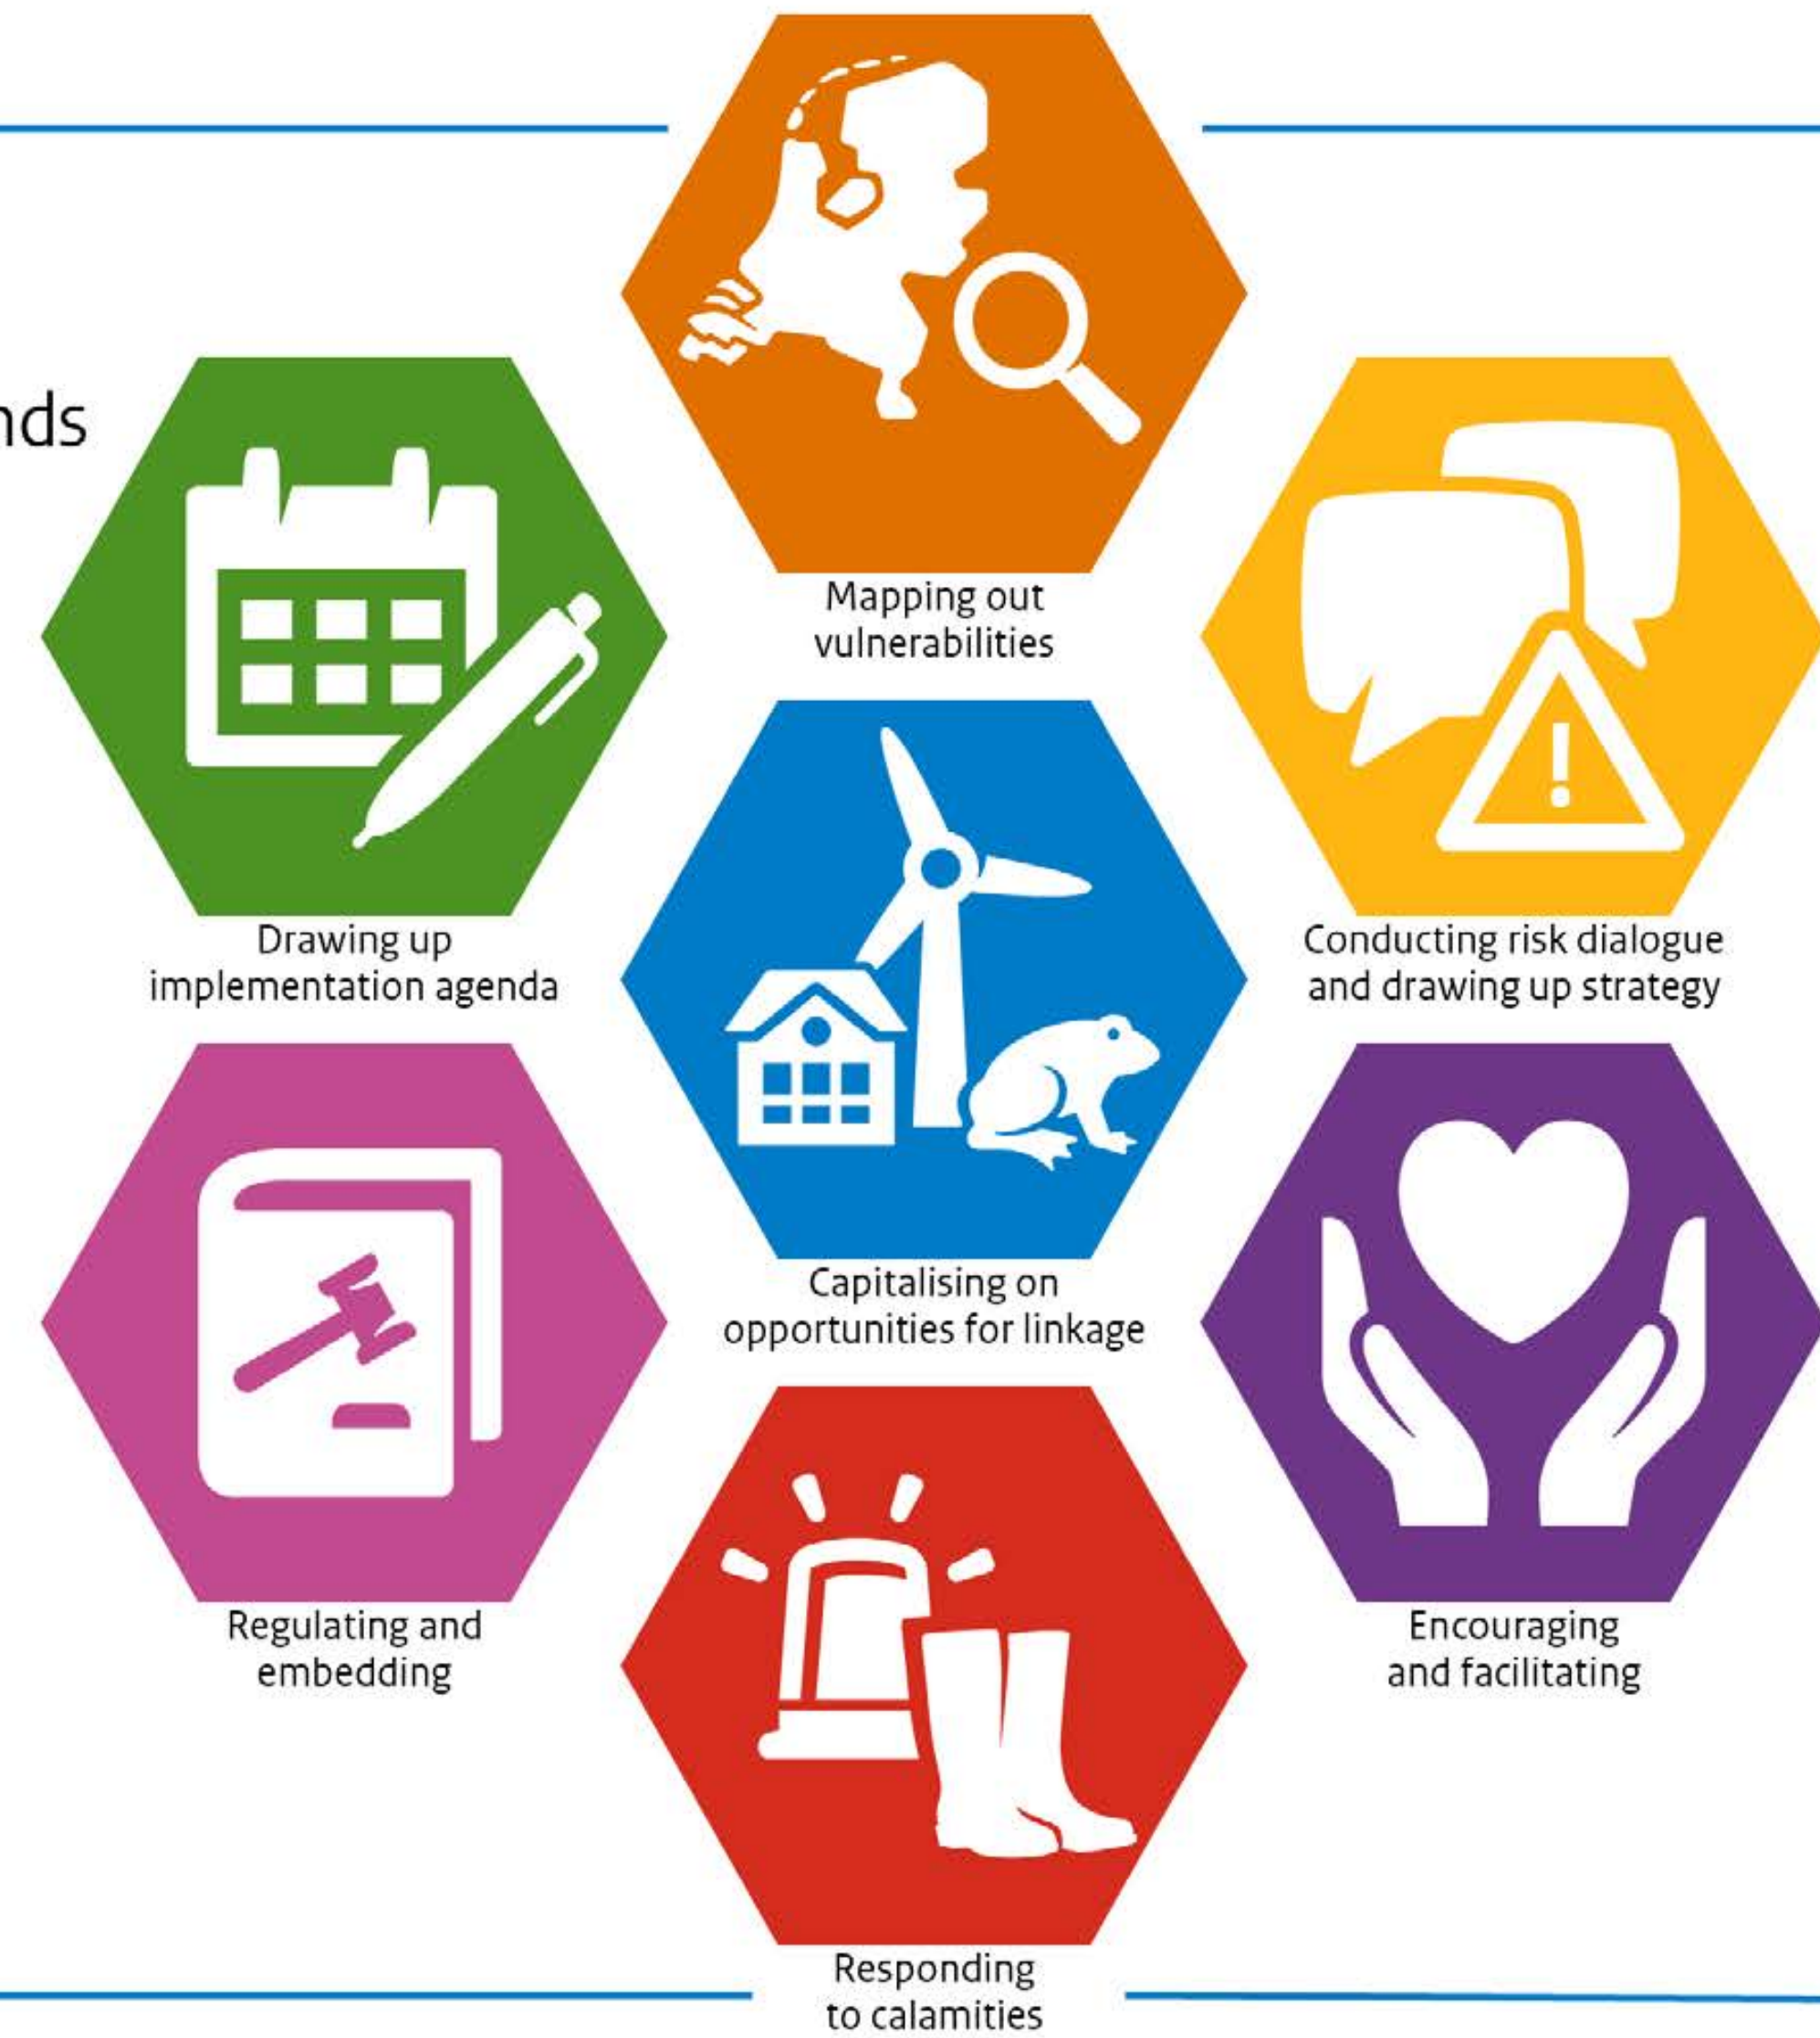 Mapping out
vulnerabilities
Drawing up
implementation agenda
Conducting risk dialogue
and drawing up strategy
Capitalising on
opportunities for linkage
Regulating and
embedding
Encouraging
and facilitating
Responding
to calamities